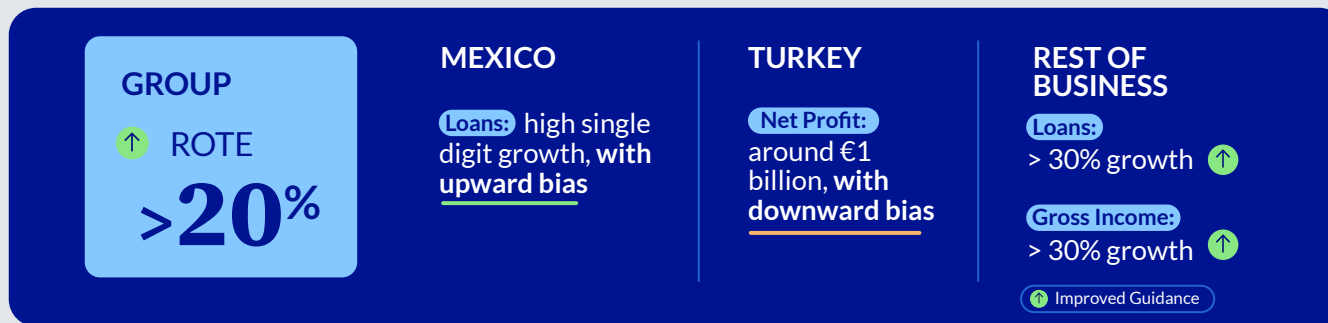 GROUP
ROTE
>20%
MEXICO
Loans: high single
digit growth, with
upward bias
TURKEY
Net Profit:
around €1
billion, with
downward bias
REST OF
BUSINESS
Loans:
> 30% growth
Gross Income:
> 30% growth
Improved Guidance